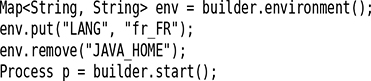 Map<String, String> env = builder.environment();
env.put("LANG", "fr_FR");
env.remove("JAVA_HOME");
Process p = builder.start();